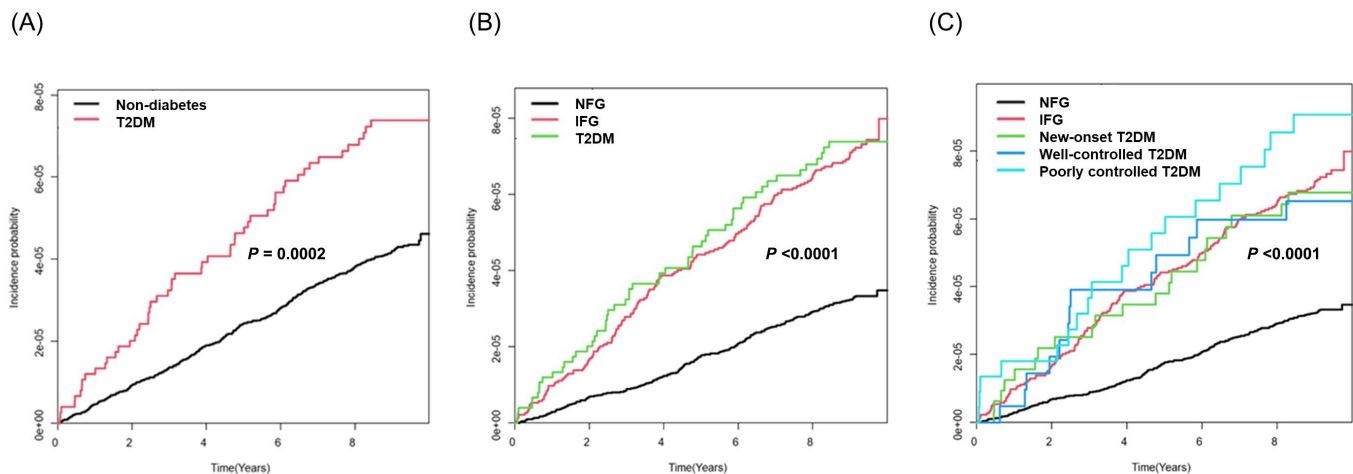 (A)
(B)
(C)
Non-diabetes
T2DM
P = 0.0002
Incidence probability
0e+00
2e-05
4e-05
6e-05
8e-05
0
2
4
6
8
Time(Years)
NFG
IFG
T2DM
P <0.0001
Incidence probability
0e+00
2e-05
4e-05
6e-05
8e-05
0
2
4
6
8
Time(Years)
NFG
IFG
New-onset T2DM
Well-controlled T2DM
Poorly controlled T2DM
P <0.0001
Incidence probability
0e+00
2e-05
4e-05
6e-05
8e-05
0
2
4
6
8
Time(Years)